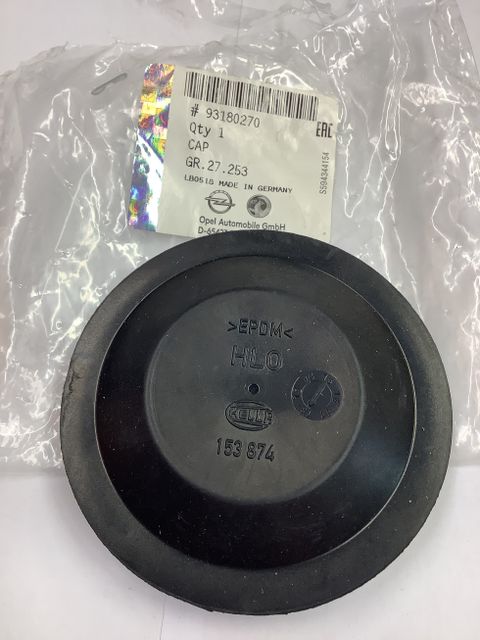 # 93180270
EAC
Qty 1
CAP
GR.27.253
LB0518 MADE IN GERMANY
S594344154
Opel Automobile GmbH
>EPDM<
HLO
HELLA
153 874